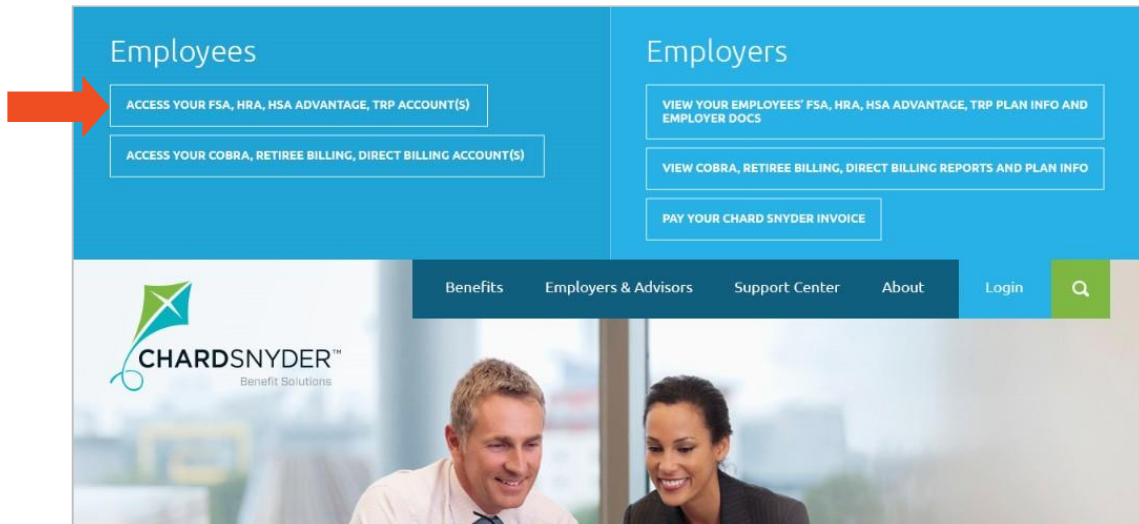 Employees
ACCESS YOUR FSA, HRA, HSA ADVANTAGE, TRP ACCOUNT(S)
ACCESS YOUR COBRA, RETIREE BILLING, DIRECT BILLING ACCOUNT(S)
Employers
VIEW YOUR EMPLOYEES' FSA, HRA, HSA ADVANTAGE, TRP PLAN INFO AND
EMPLOYER DOCS
VIEW COBRA, RETIREE BILLING, DIRECT BILLING REPORTS AND PLAN INFO
PAY YOUR CHARD SNYDER INVOICE
Benefits Employers & Advisors Support Center About Login
CHARDSNYDER™
Benefit Solutions